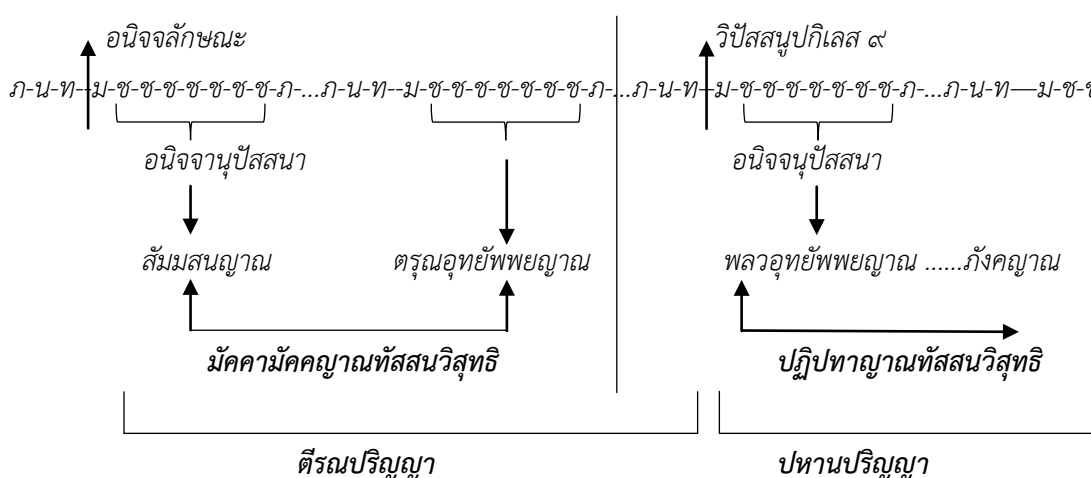 อนิจจลักษณะ วิปัสสนูปกิเลส ๙
ภ-น-ท--ม-ช-ช-ช-ช-ช-ช-ช-ภ-...ภ-น-ท--ม-ช-ช-ช-ช-ช-ช-ช-ภ-...ภ-น-ท--ม-ช-ช-ช-ช-ช-ช-ช-ภ-...ภ-น-ท—ม-ช-ช
อนิจจานุปัสสนา อนิจจนุปัสสนา
สัมมสนญาณ ตรุณอุทยัพพยญาณ พลวอุทยัพพยญาณ ......ภังคญาณ
มัคคามัคคญาณทัสสนวิสุทธิ ปฏิปทาญาณทัสสนวิสุทธิ
ตีรณปริญญา ปหานปริญญา